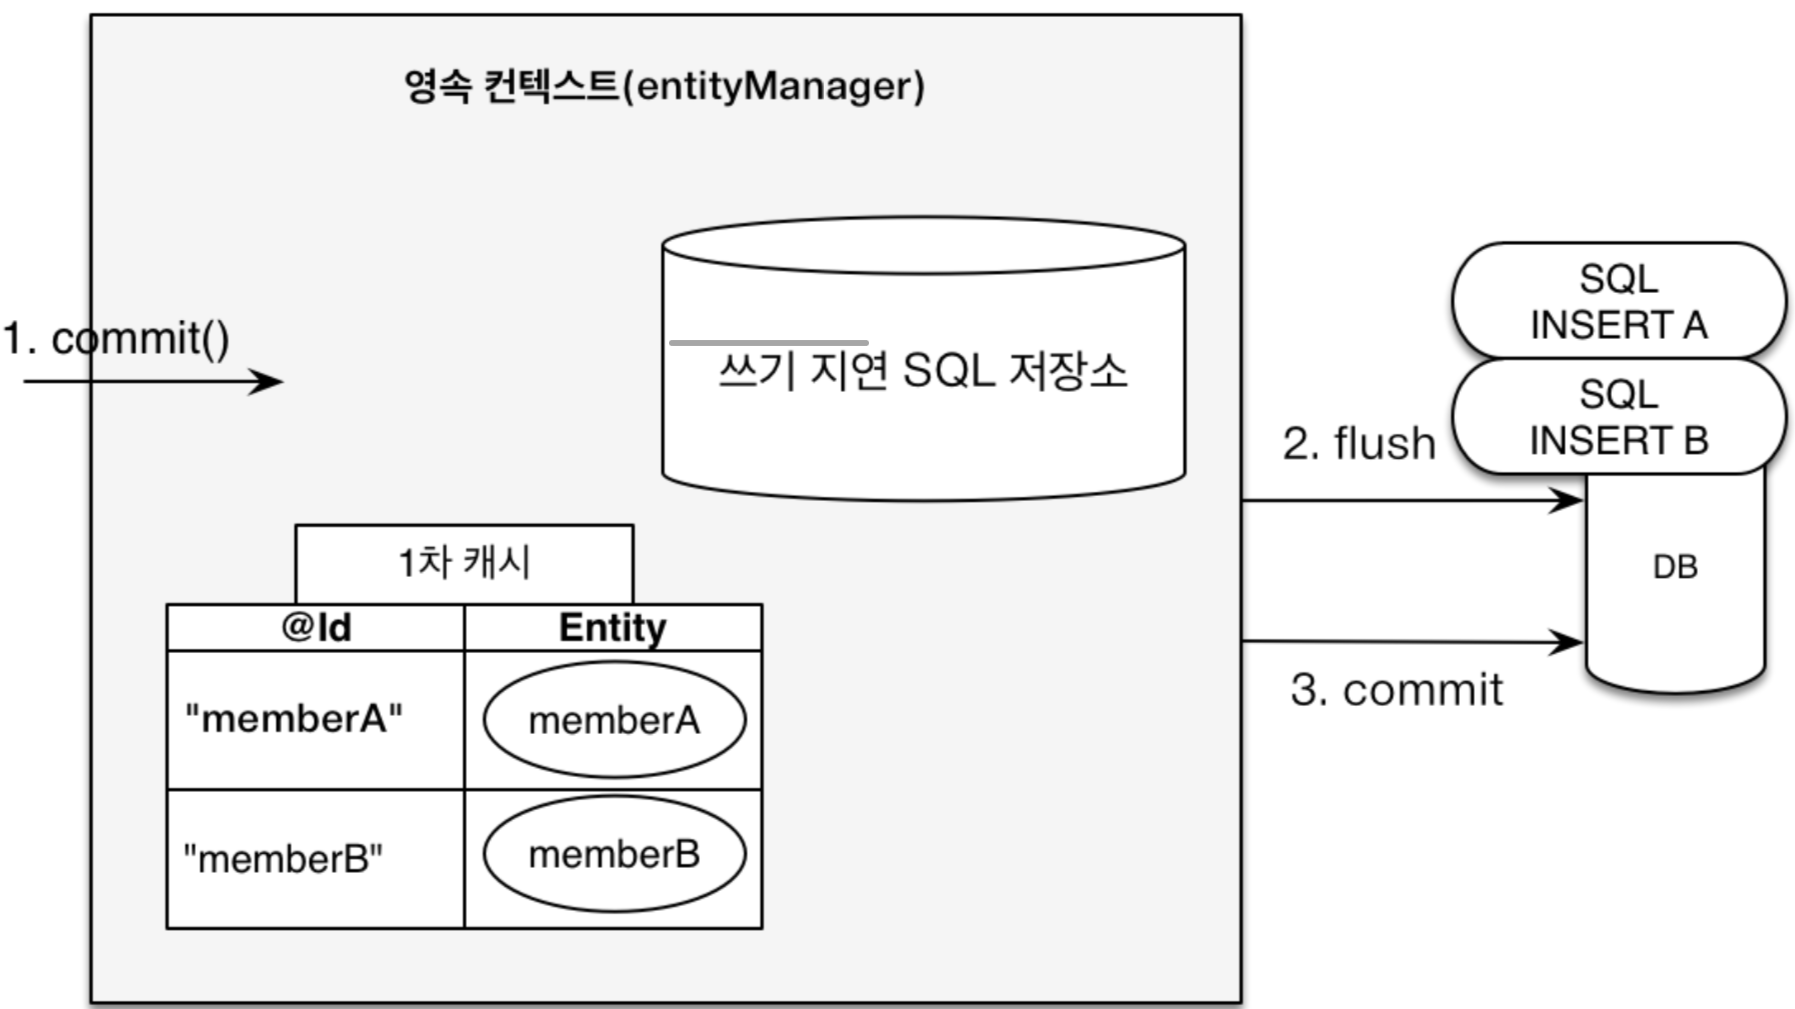 영속 컨텍스트(entityManager)
1. commit()
쓰기 지연 SQL 저장소
SQL
INSERT A
SQL
INSERT B
2. flush
DB
3. commit
1차 캐시
@Id Entity
"memberA" memberA
"memberB" memberB